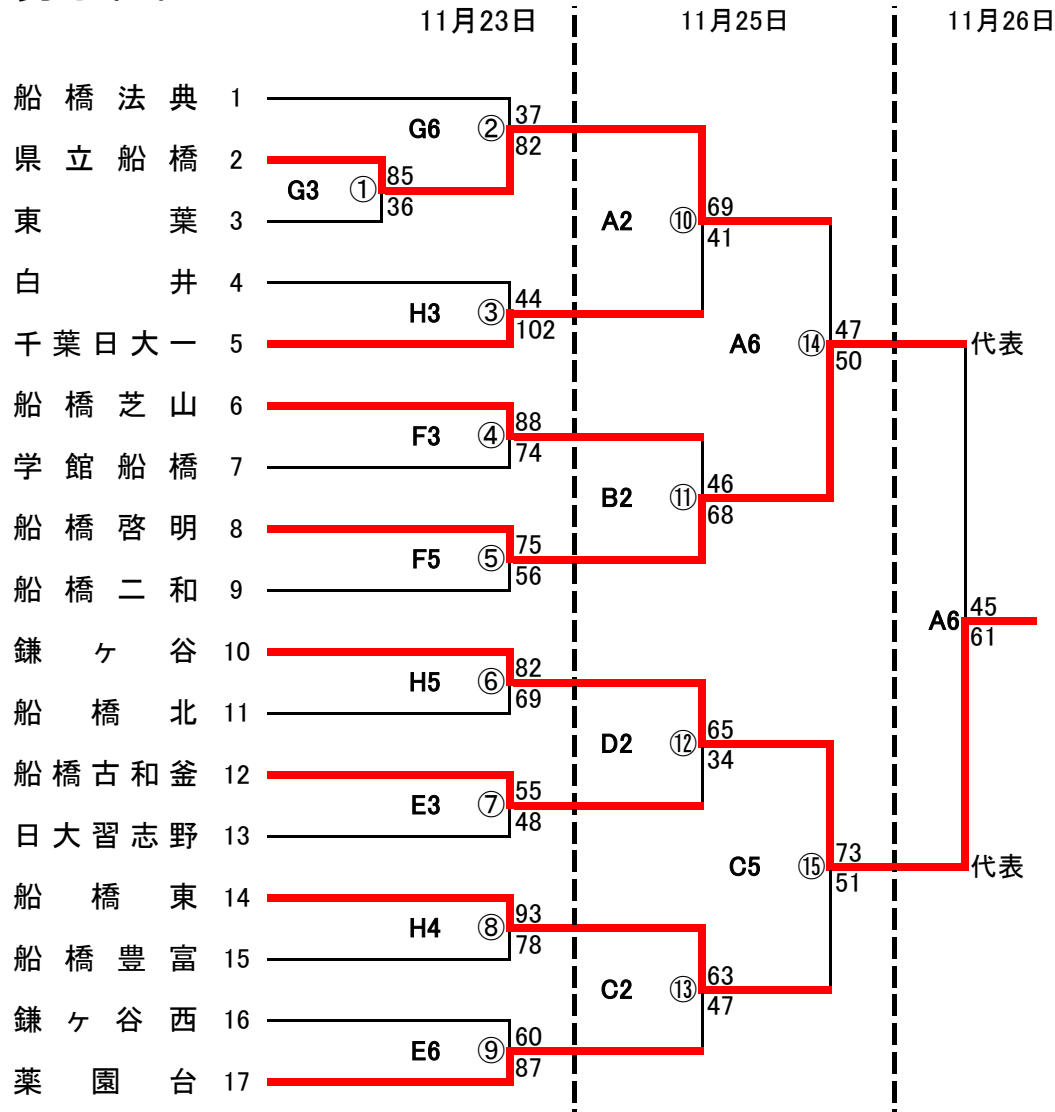 11月23日 11月25日 11月26日
船橋法典 1
37
G6 ② 82
県立船橋 2
85
G3 ① 36
東葉 3
69
A2 ⑩ 41
白井 4
44
H3 ③ 102
千葉日大一 5
47
A6 ⑭ 50 代表
船橋芝山 6
88
F3 ④ 74
学館船橋 7
46
B2 ⑪ 68
船橋啓明 8
75
F5 ⑤ 56
船橋二和 9
45
A6 61
鎌ヶ谷 10
82
H5 ⑥ 69
船橋北 11
65
D2 ⑫ 34
船橋古和釜 12
55
E3 ⑦ 48
日大習志野 13
73
C5 ⑮ 51 代表
船橋東 14
93
H4 ⑧ 78
船橋豊富 15
63
C2 ⑬ 47
鎌ヶ谷西 16
60
E6 ⑨ 87
薬園台 17